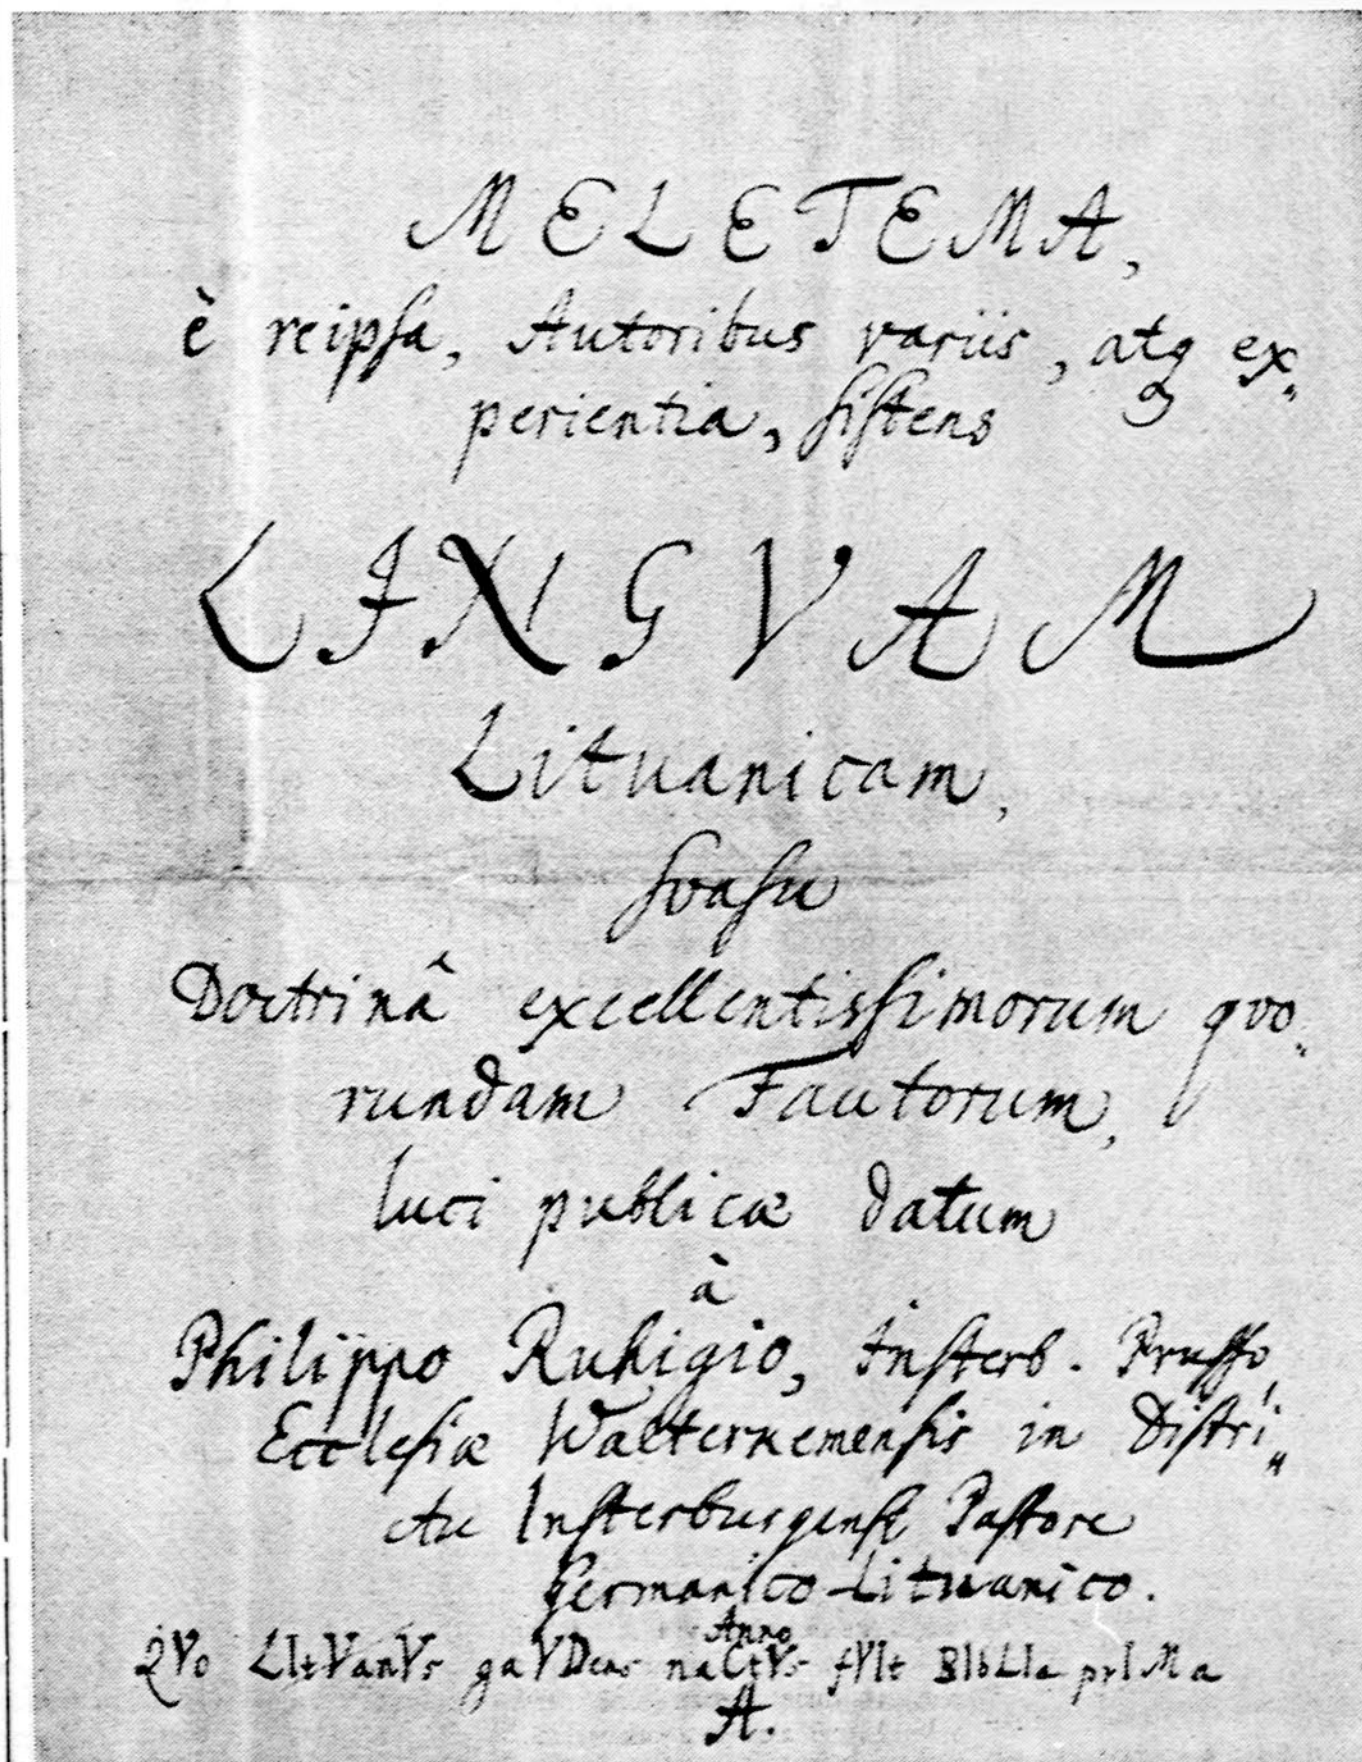 MELETEMA,
è reipſa, Autoribus variis, atq ex„
perientia, ſiſtens
LINGVAM
Lituanicam,
ſvaſu
Doctrinâ excellentisſimorum qvo„
rundam Fautorum,
luci publicæ datum
à
Philippo Ruhigio, Inſterb. Pruſſo,
Eccleſiæ Walterkemenſis in Diſtri„
ctu Inſterburgenſi Paſtore
Germanico-Lituanico.
Anno
QVo LItVanVs gaVDens naCtVs fVIt BIbLIa prIMa
A.